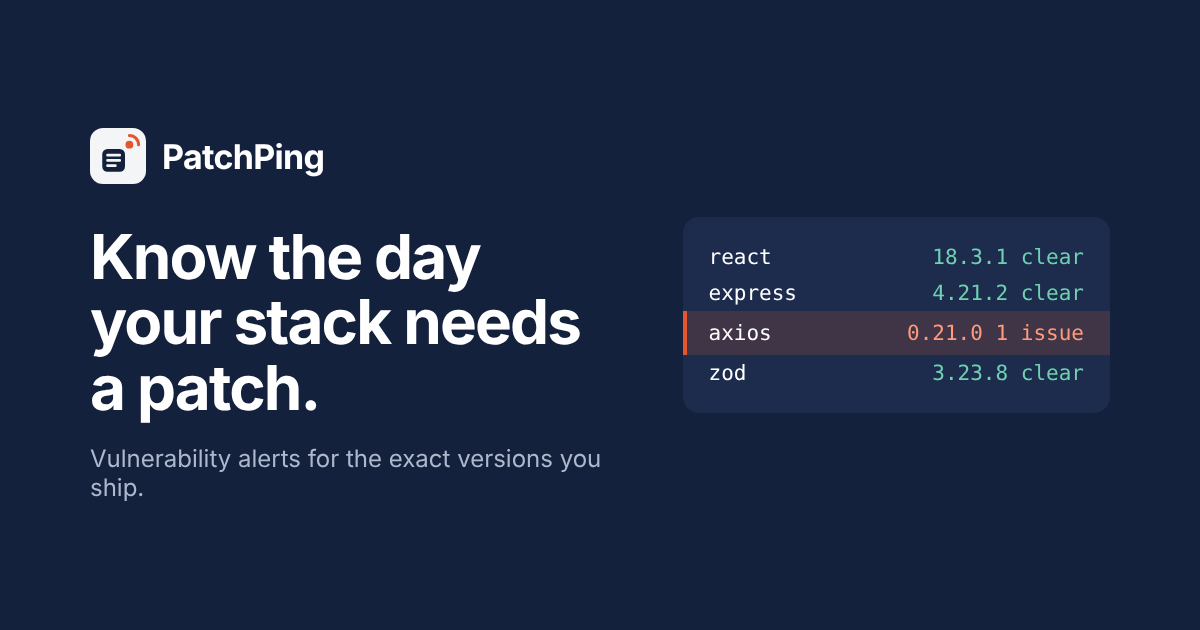 PatchPing
Know the day
your stack needs
a patch.
Vulnerability alerts for the exact versions you
ship.
react 18.3.1 clear
express 4.21.2 clear
axios 0.21.0 1 issue
zod 3.23.8 clear